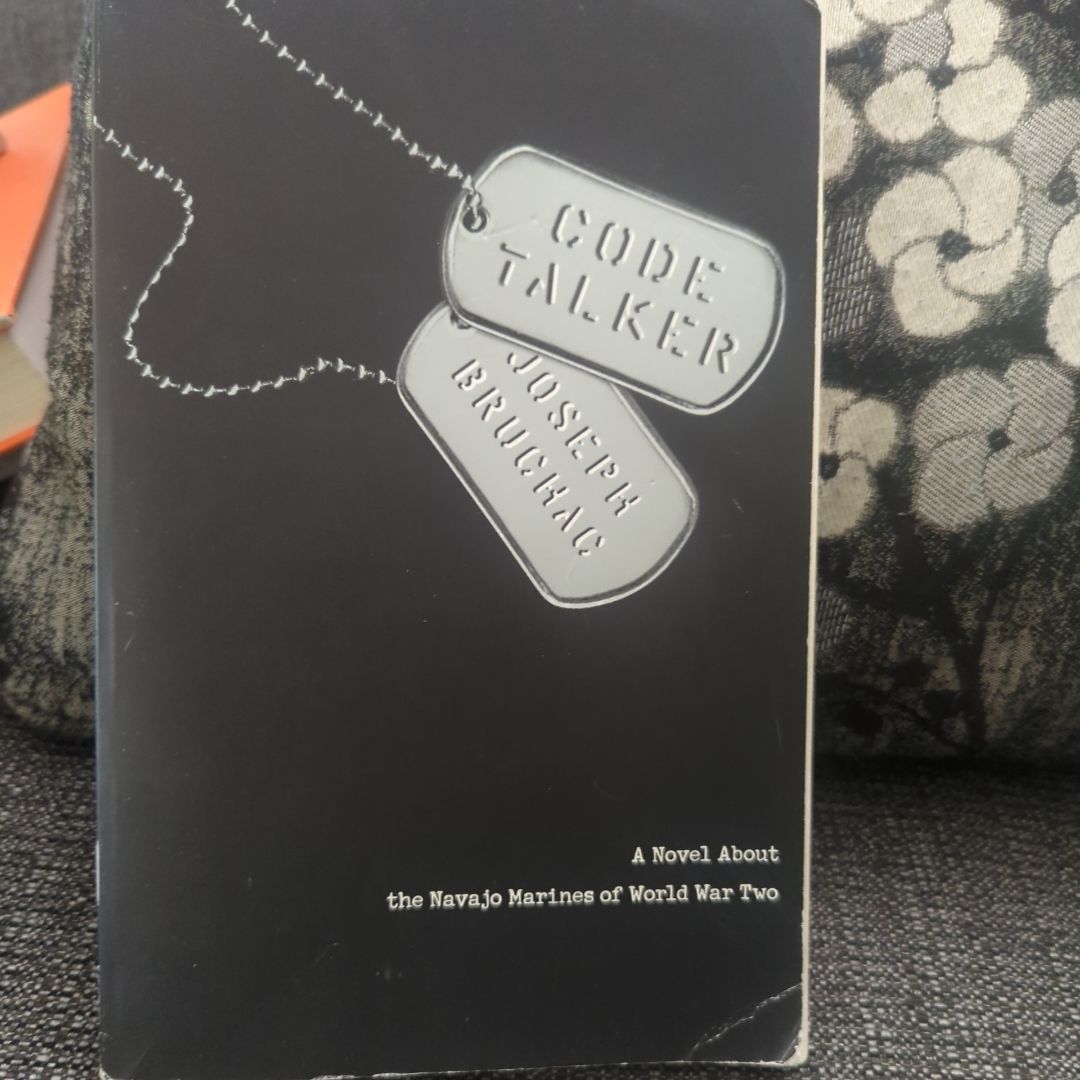 CODE
TALKER
JOSEPH
BRUCHAC
A Novel About
the Navajo Marines of World War Two